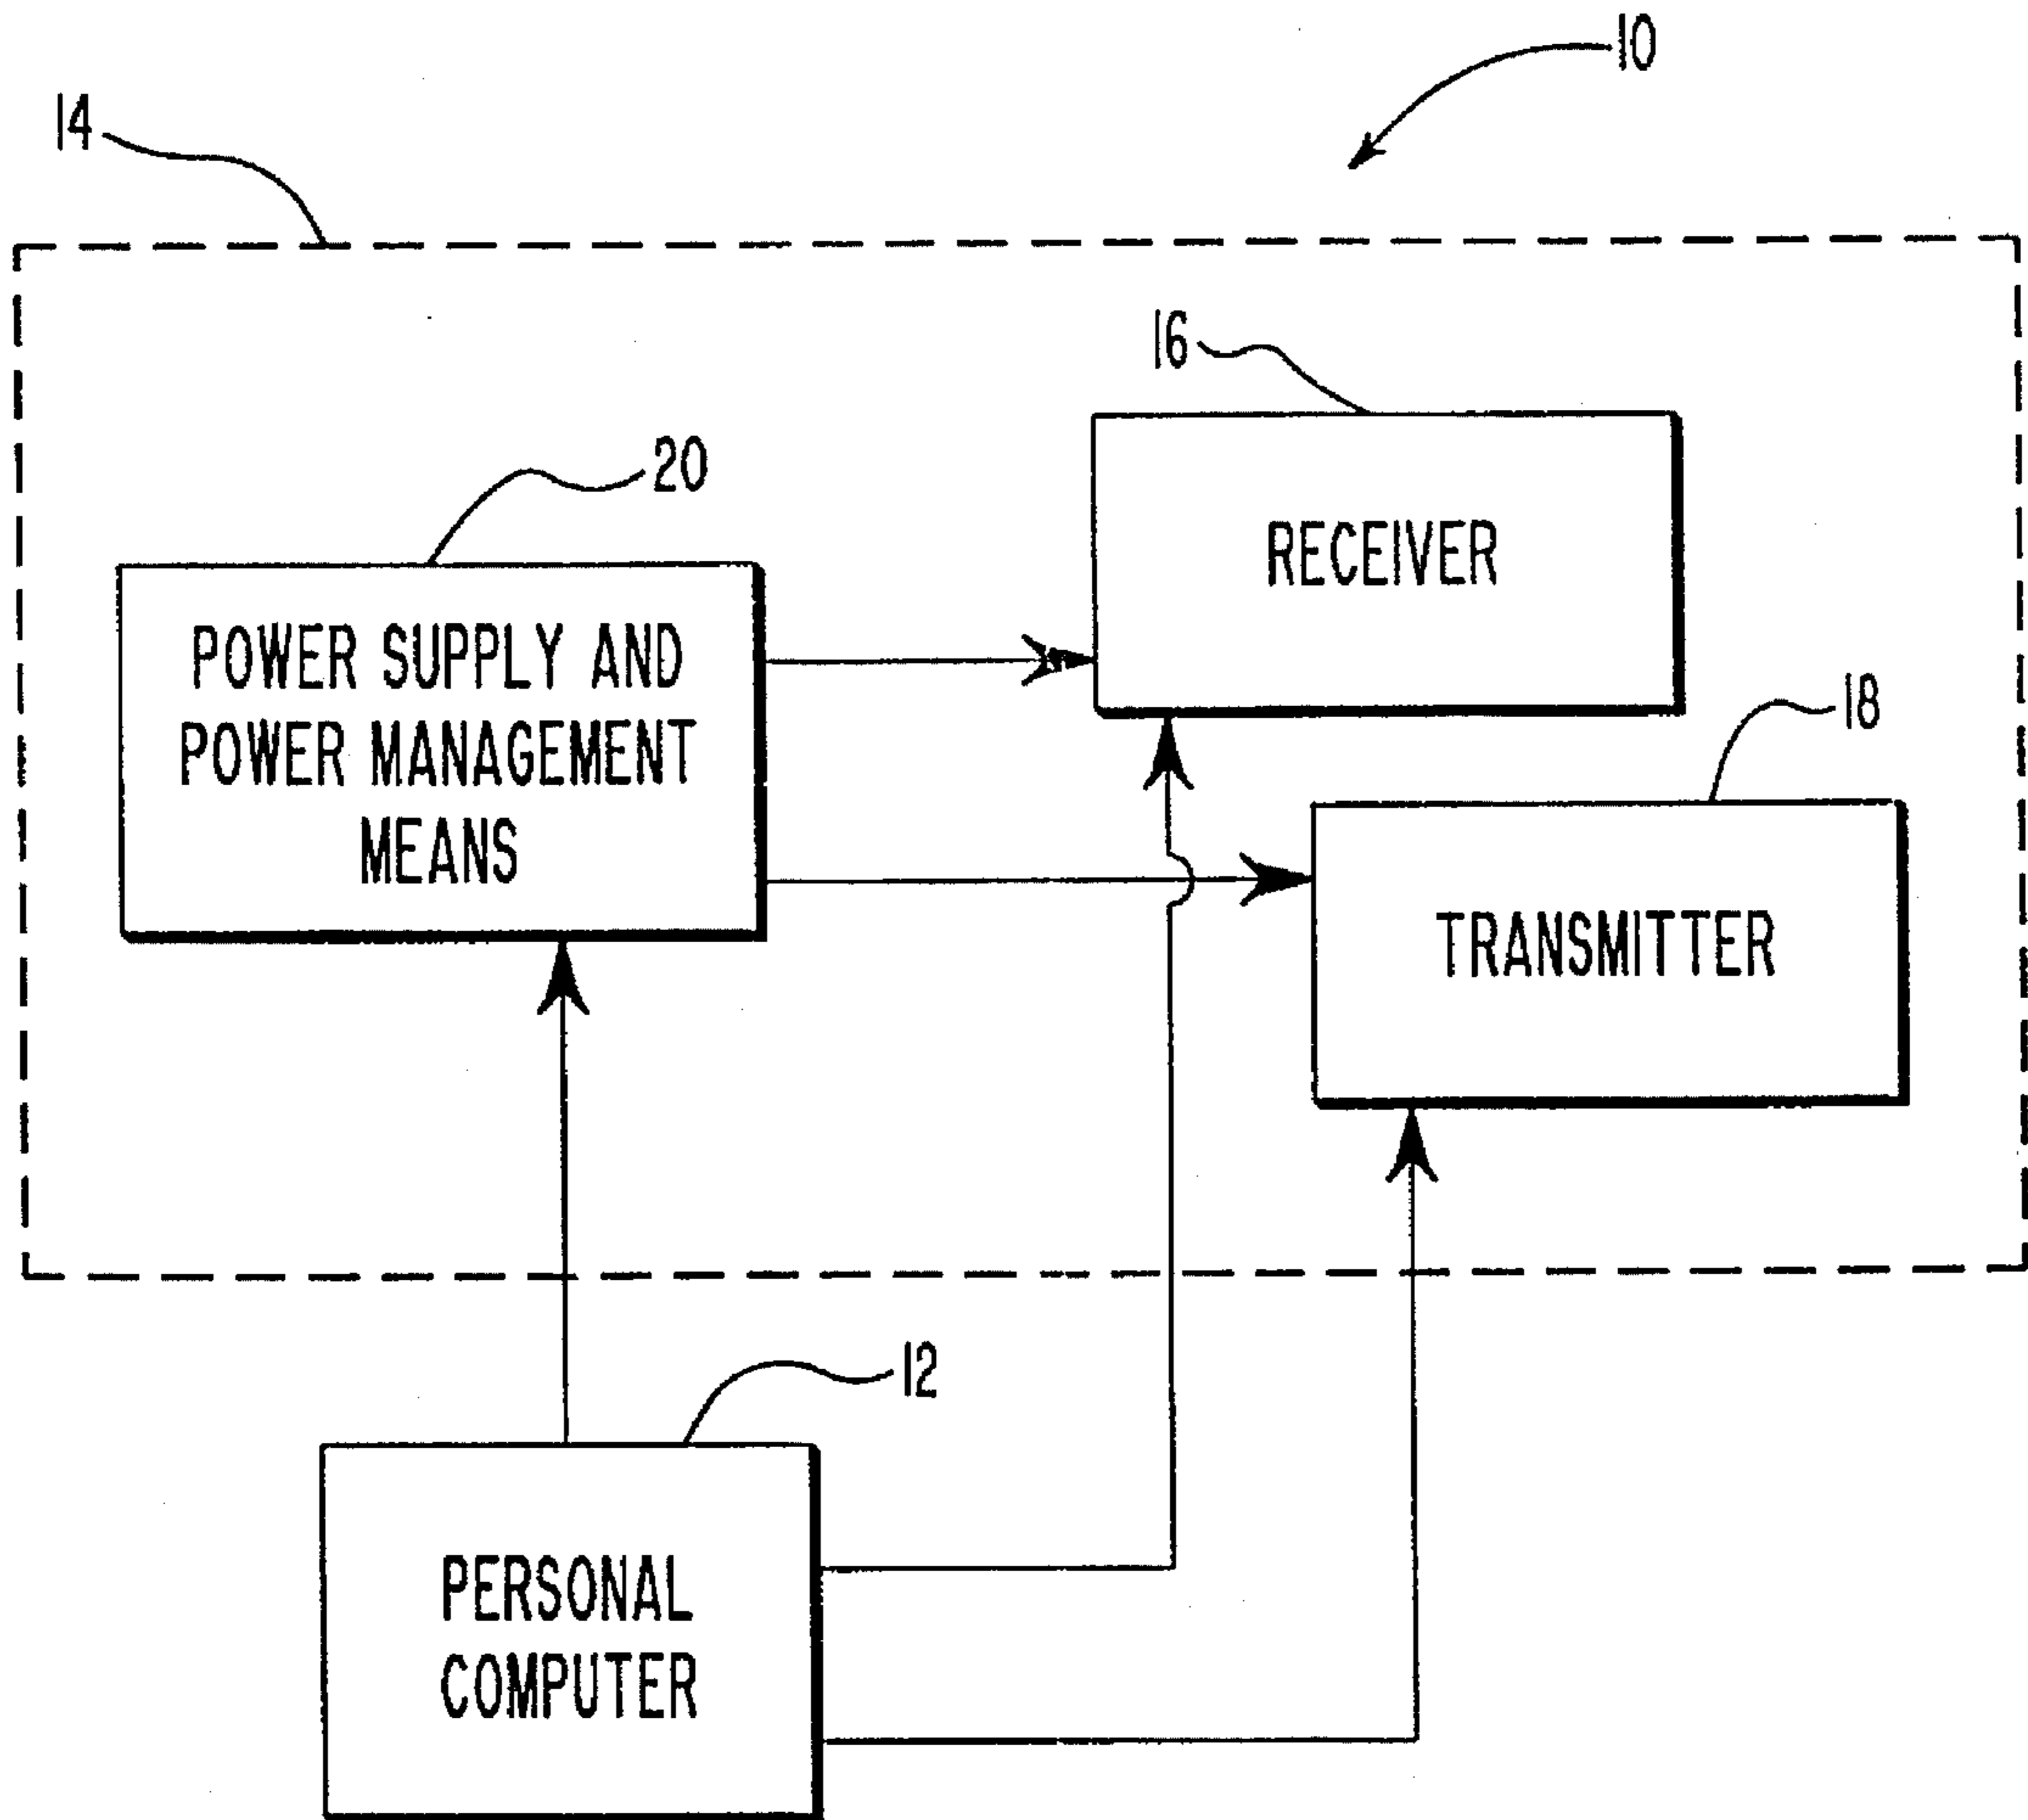 10
14
16
20
RECEIVER
POWER SUPPLY AND
POWER MANAGEMENT
MEANS
18
TRANSMITTER
12
PERSONAL
COMPUTER